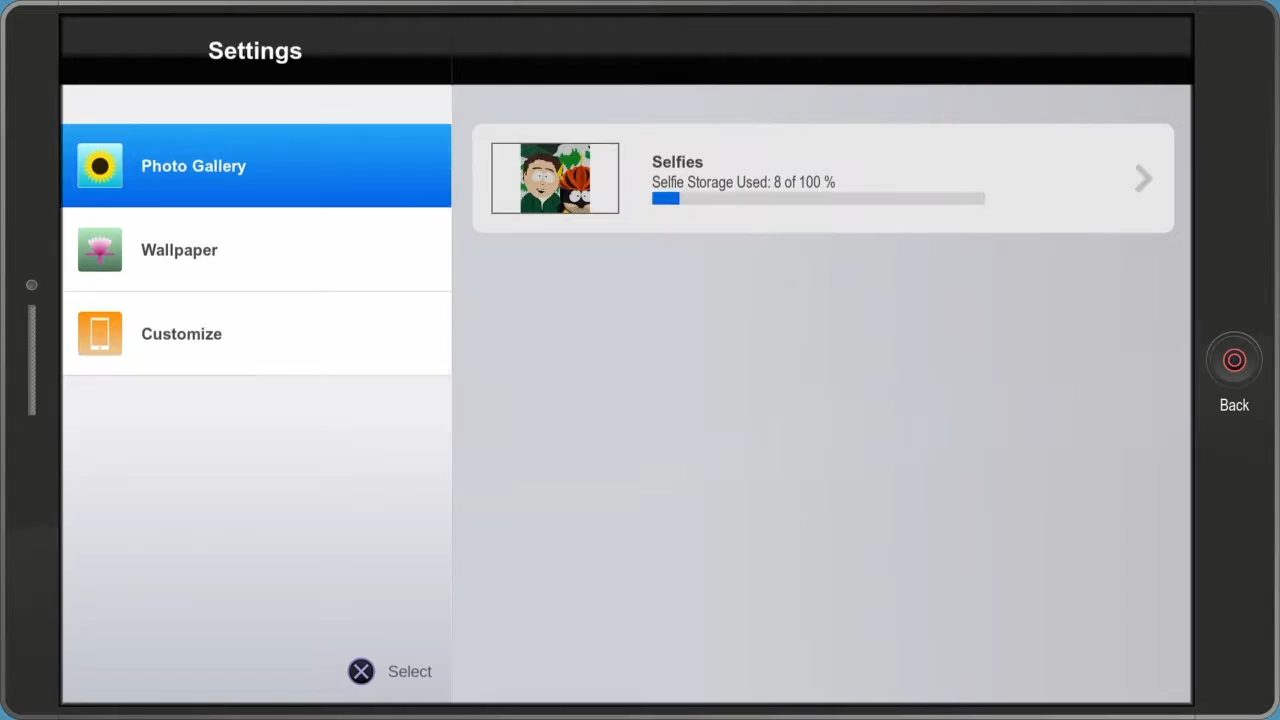 Settings
Photo Gallery
Wallpaper
Customize
Select
Selfies
Selfie Storage Used: 8 of 100 %
Back